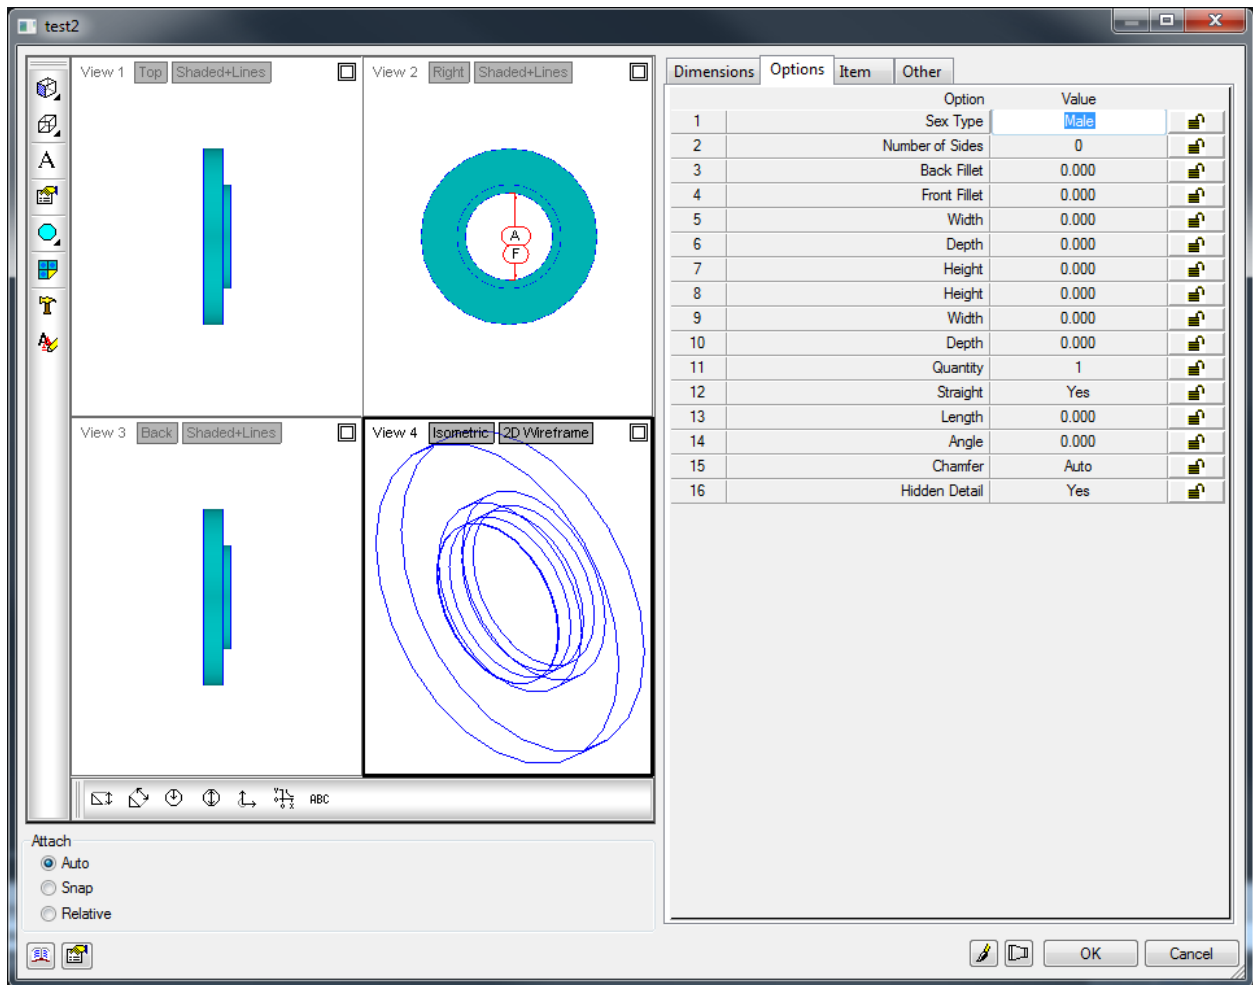 test2
View 1 Top Shaded+Lines
View 2 Right Shaded+Lines
A
F
View 3 Back Shaded+Lines
View 4 Isometric 2D Wireframe
A
ABC
Attach
Auto
Snap
Relative
Dimensions Options Item Other
Option Value
1 Sex Type Male
2 Number of Sides 0
3 Back Fillet 0.000
4 Front Fillet 0.000
5 Width 0.000
6 Depth 0.000
7 Height 0.000
8 Height 0.000
9 Width 0.000
10 Depth 0.000
11 Quantity 1
12 Straight Yes
13 Length 0.000
14 Angle 0.000
15 Chamfer Auto
16 Hidden Detail Yes
OK Cancel